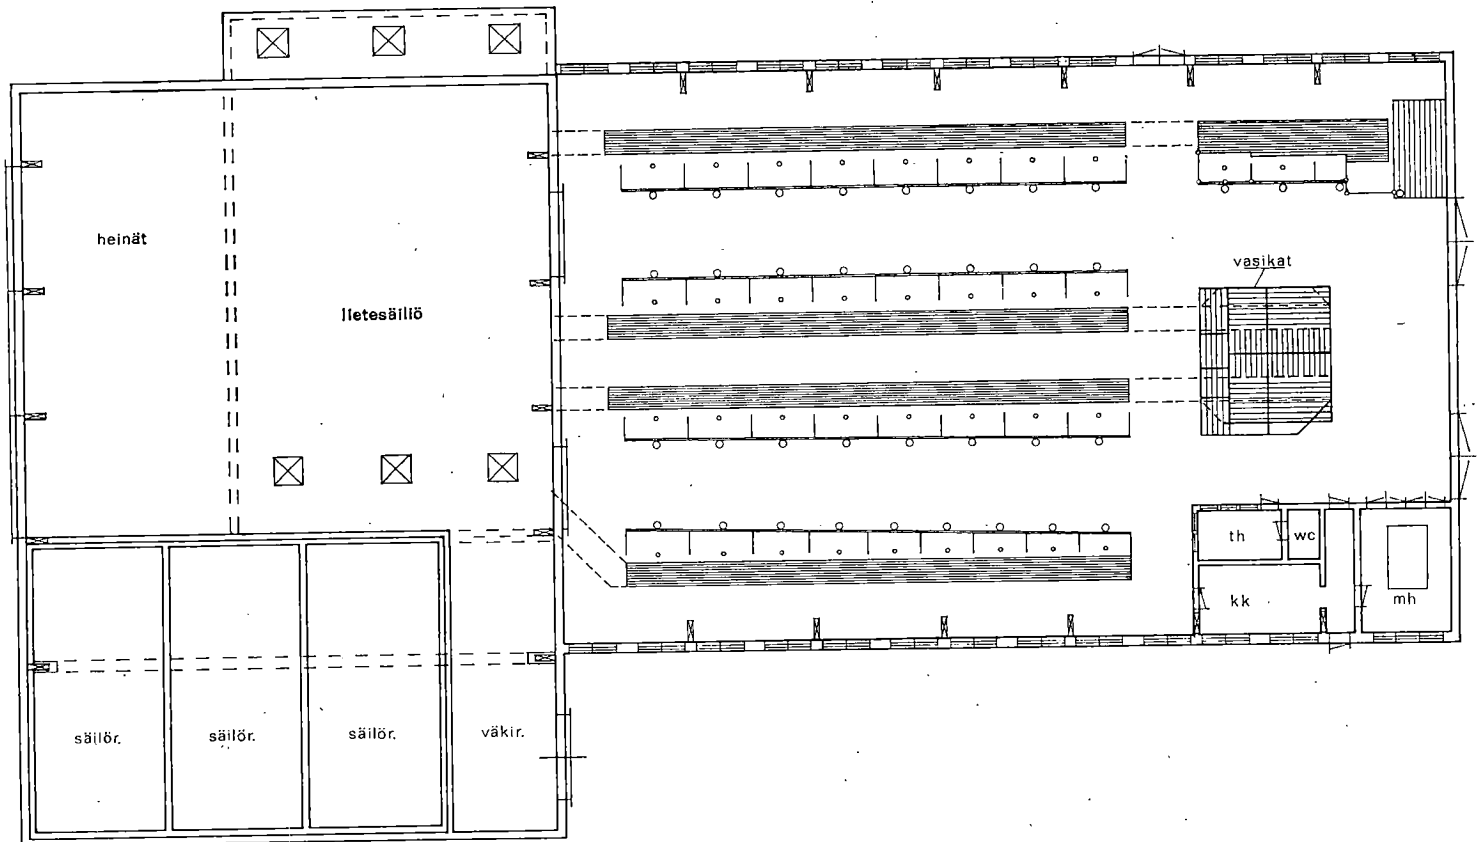 heinät
lietesäiliö
vasikat
th
wc
kk
mh
säilör.
säilör.
säilör.
väkir.